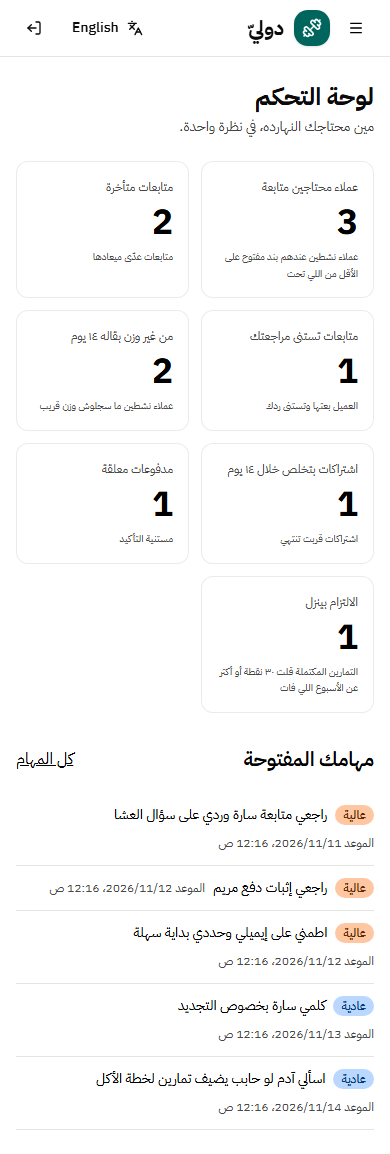 دوليّ
English
لوحة التحكم
مين محتاجك النهارده، في نظرة واحدة.
عملاء محتاجين متابعة
3
عملاء نشطين عندهم بند مفتوح على
الأقل من اللي تحت
متابعات متأخرة
2
متابعات عدّى ميعادها
متابعات تستنى مراجعتك
1
العميل بعتها وتستنى ردك
من غير وزن بقاله ١٤ يوم
2
عملاء نشطين ما سجلوش وزن قريب
اشتراكات بتخلص خلال ١٤ يوم
1
اشتراكات قربت تنتهي
مدفوعات معلقة
1
مستنية التأكيد
الالتزام بينزل
1
التمارين المكتملة قلت ٣٠ نقطة أو أكتر
عن الأسبوع اللي فات
مهامك المفتوحة
كل المهام
عالية راجعي متابعة سارة وردي على سؤال العشا
الموعد 2026/11/11، 12:16 ص
عالية راجعي إثبات دفع مريم الموعد 2026/11/12، 12:16 ص
عالية اطمني على إيميلي وحددي بداية سهلة
الموعد 2026/11/12، 12:16 ص
عادية كلمي سارة بخصوص التجديد
الموعد 2026/11/13، 12:16 ص
عادية اسألي آدم لو حابب يضيف تمارين لخطة الأكل
الموعد 2026/11/14، 12:16 ص